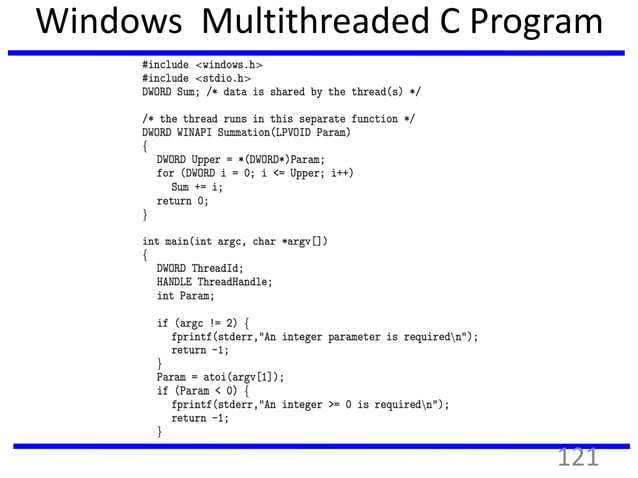 Windows  Multithreaded C Program
#include <windows.h>
#include <stdio.h>
DWORD Sum; /* data is shared by the thread(s) */
/* the thread runs in this separate function */
DWORD WINAPI Summation(LPVOID Param)
{
DWORD Upper = *(DWORD*)Param;
for (DWORD i = 0; i <= Upper; i++)
Sum += i;
return 0;
}
int main(int argc, char *argv[])
{
DWORD ThreadId;
HANDLE ThreadHandle;
int Param;
if (argc != 2) {
fprintf(stderr,"An integer parameter is required\n");
return -1;
}
Param = atoi(argv[1]);
if (Param < 0) {
fprintf(stderr,"An integer >= 0 is required\n");
return -1;
}
121